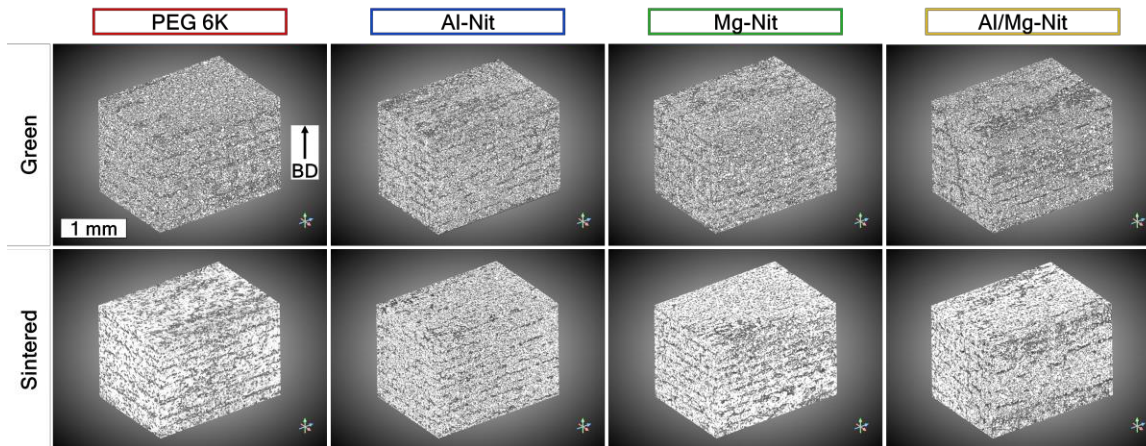 PEG 6K
Al-Nit
Mg-Nit
Al/Mg-Nit
Green
BD
1 mm
Sintered